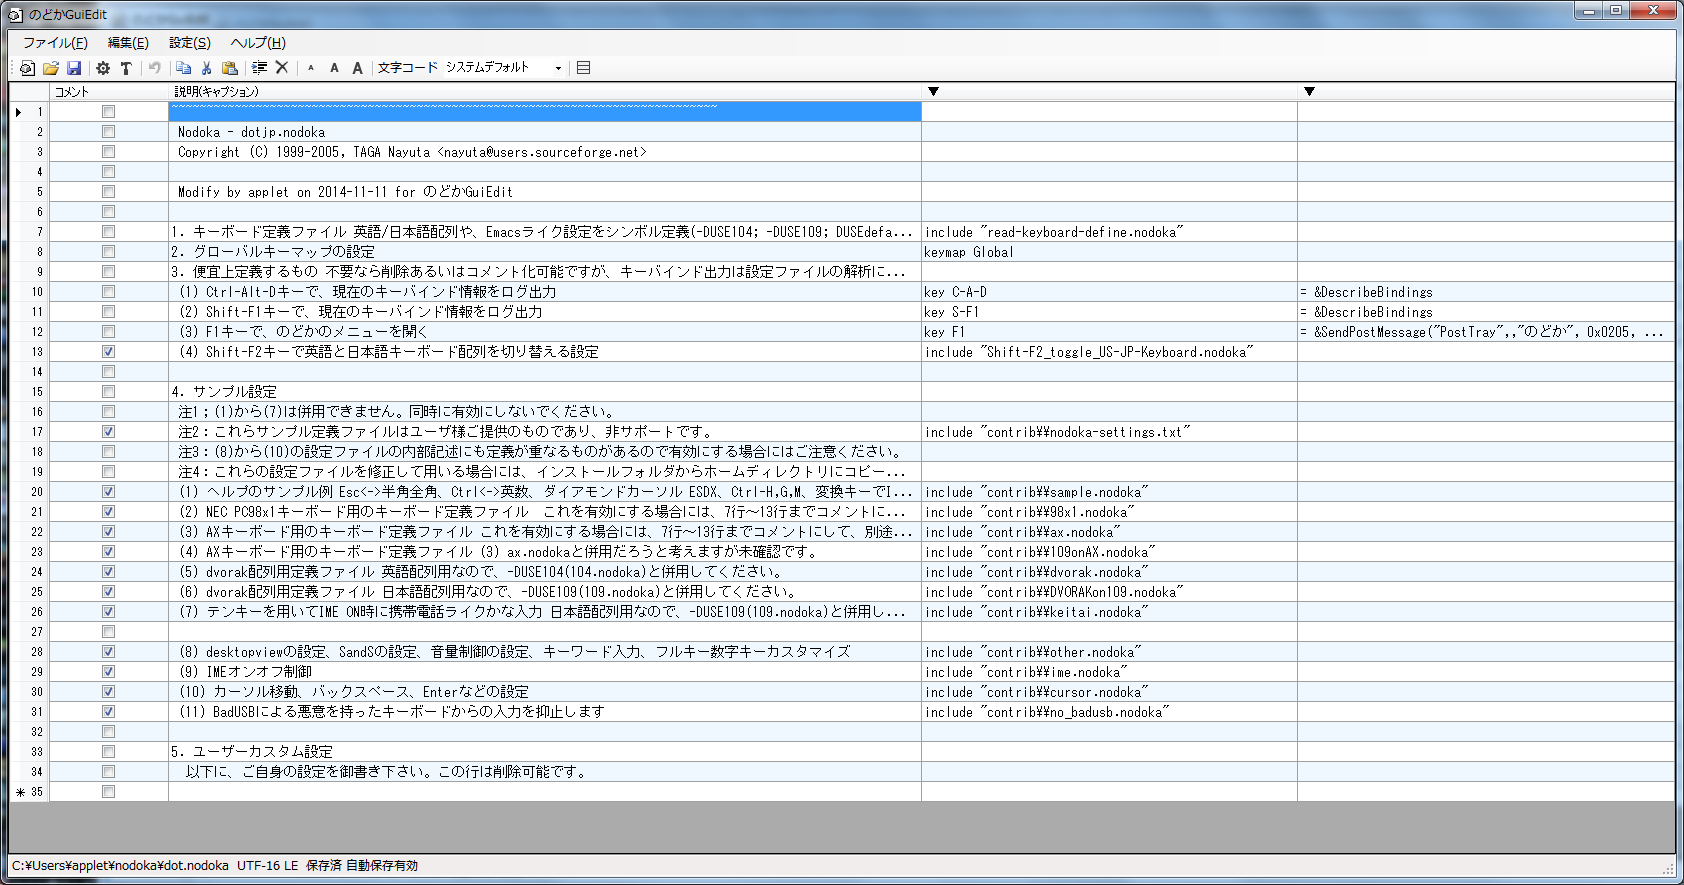 のどかGuiEdit
ファイル(F) 編集(E) 設定(S) ヘルプ(H)
T A A A 文字コード システムデフォルト
コメント 説明(キャプション) ▼ ▼
1 ~~~~~~~~~~~~~~~~~~~~~~~~~~~~~~~~~~~~~~~~~~~~~~~~~~~~~~~~~~~~~~~~~~~~~~~~~~~~~~
2 Nodoka - dotjp.nodoka
3 Copyright (C) 1999-2005, TAGA Nayuta <nayuta@users.sourceforge.net>
4
5 Modify by applet on 2014-11-11 for のどかGuiEdit
6
7 1. キーボード定義ファイル 英語/日本語配列や、Emacsライク設定をシンボル定義(-DUSE104; -DUSE109; DUSEdefa... include "read-keyboard-define.nodoka"
8 2. グローバルキーマップの設定 keymap Global
9 3. 便宜上定義するもの 不要なら削除あるいはコメント化可能ですが、キーバインド出力は設定ファイルの解析に...
10 (1) Ctrl-Alt-Dキーで、現在のキーバインド情報をログ出力 key C-A-D = &DescribeBindings
11 (2) Shift-F1キーで、現在のキーバインド情報をログ出力 key S-F1 = &DescribeBindings
12 (3) F1キーで、のどかのメニューを開く key F1 = &SendPostMessage("PostTray",,"のどか", 0x0205, ...
13 (4) Shift-F2キーで英語と日本語キーボード配列を切り替える設定 include "Shift-F2_toggle_US-JP-Keyboard.nodoka"
14
15 4. サンプル設定
16 注1；(1)から(7)は併用できません。同時に有効にしないでください。
17 注2：これらサンプル定義ファイルはユーザ様ご提供のものであり、非サポートです。 include "contrib¥¥nodoka-settings.txt"
18 注3：(8)から(10)の設定ファイルの内部記述にも定義が重なるものがあるので有効にする場合にはご注意ください。
19 注4：これらの設定ファイルを修正して用いる場合には、インストールフォルダからホームディレクトリにコピー...
20 (1) ヘルプのサンプル例 Esc<->半角全角、Ctrl<->英数、ダイアモンドカーソル ESDX、Ctrl-H,G,M、変換キーでI... include "contrib¥¥sample.nodoka"
21 (2) NEC PC98x1キーボード用のキーボード定義ファイル これを有効にする場合には、7行～13行までコメントに... include "contrib¥¥98x1.nodoka"
22 (3) AXキーボード用のキーボード定義ファイル これを有効にする場合には、7行～13行までコメントにして、別途... include "contrib¥¥ax.nodoka"
23 (4) AXキーボード用のキーボード定義ファイル (3) ax.nodokaと併用だろうと考えますが未確認です。 include "contrib¥¥109onAX.nodoka"
24 (5) dvorak配列用定義ファイル 英語配列用なので、-DUSE104(104.nodoka)と併用してください。 include "contrib¥¥dvorak.nodoka"
25 (6) dvorak配列用定義ファイル 日本語配列用なので、-DUSE109(109.nodoka)と併用してください。 include "contrib¥¥DVORAKon109.nodoka"
26 (7) テンキーを用いてIME ON時に携帯電話ライクかな入力 日本語配列用なので、-DUSE109(109.nodoka)と併用し... include "contrib¥¥keitai.nodoka"
27
28 (8) desktopviewの設定、SandSの設定、音量制御の設定、キーワード入力、フルキー数字キーカスタマイズ include "contrib¥¥other.nodoka"
29 (9) IMEオンオフ制御 include "contrib¥¥ime.nodoka"
30 (10) カーソル移動、バックスペース、Enterなどの設定 include "contrib¥¥cursor.nodoka"
31 (11) BadUSBによる悪意を持ったキーボードからの入力を抑止します include "contrib¥¥no_badusb.nodoka"
32
33 5. ユーザーカスタム設定
34 以下に、ご自身の設定を御書き下さい。この行は削除可能です。
35
C:¥Users¥applet¥nodoka¥dot.nodoka UTF-16 LE 保存済 自動保存有効